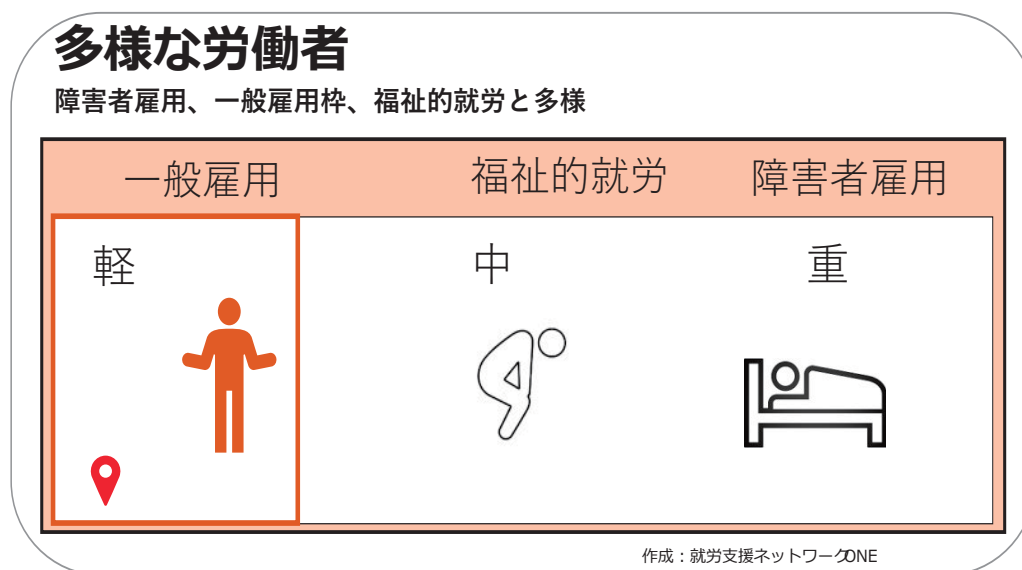 多様な労働者
障害者雇用、一般雇用枠、福祉的就労と多様
一般雇用 福祉的就労 障害者雇用
軽 中 重
作成：就労支援ネットワークONE